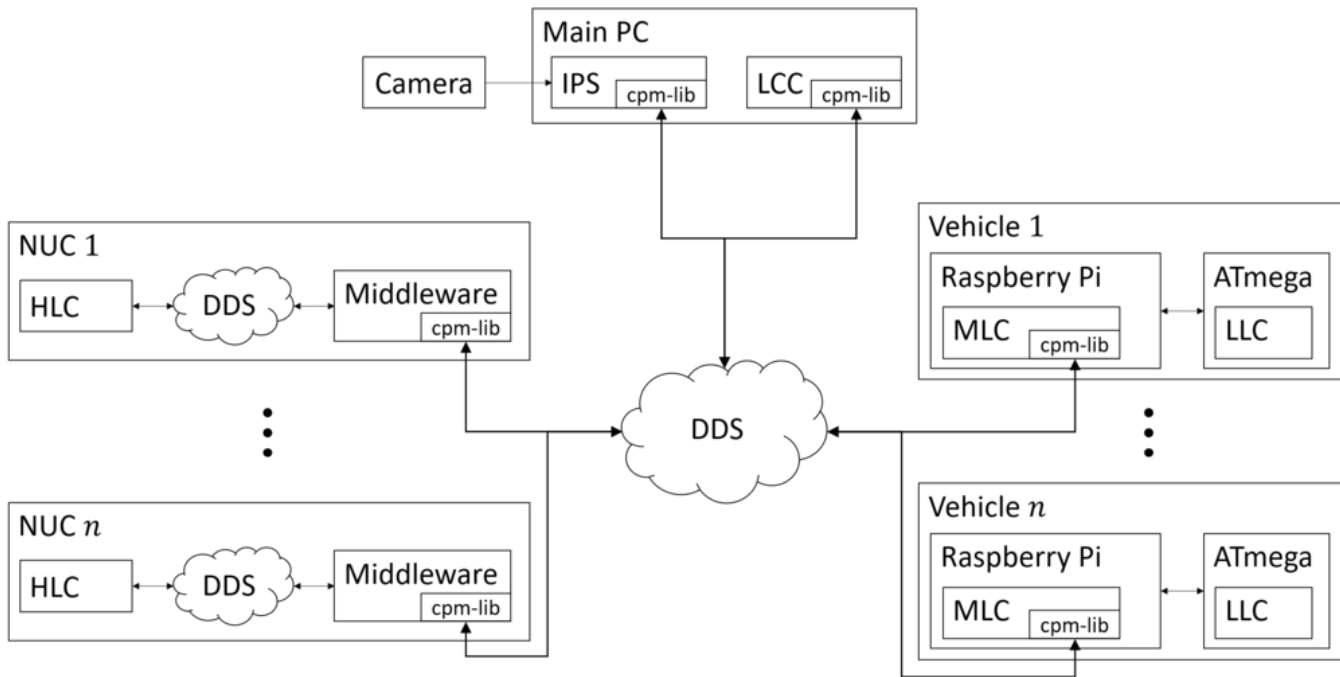 Main PC
Camera
IPS
cpm-lib
LCC
cpm-lib
NUC 1
HLC
DDS
Middleware
cpm-lib
Vehicle 1
Raspberry Pi
MLC
cpm-lib
ATmega
LLC
DDS
NUC n
HLC
DDS
Middleware
cpm-lib
Vehicle n
Raspberry Pi
MLC
cpm-lib
ATmega
LLC